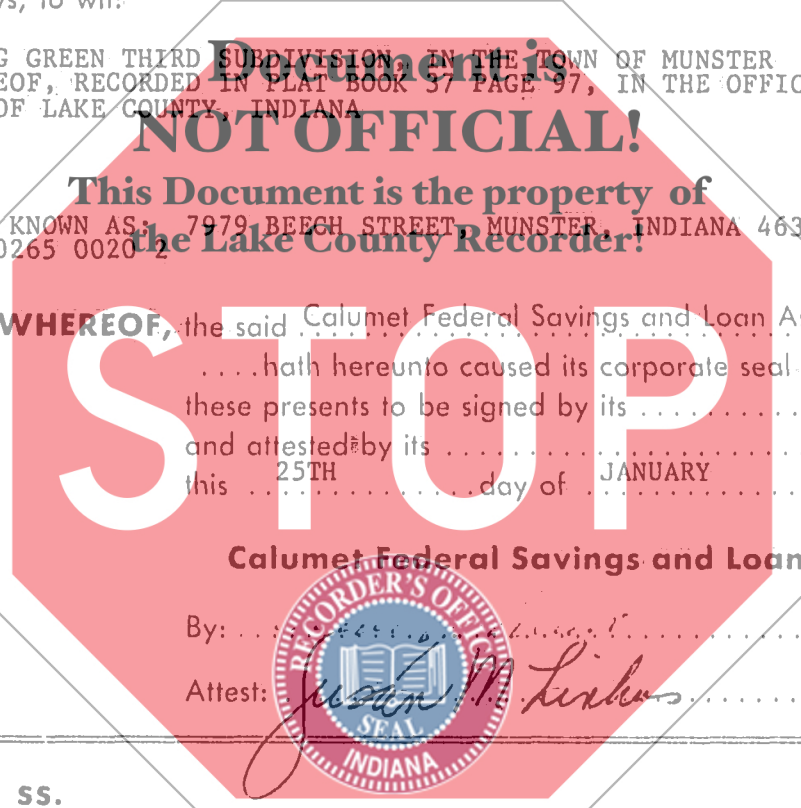 s, to wit:
G GREEN THIRD SUBDIVISION, IN THE TOWN OF MUNSTER
EOF, RECORDED IN PLAT BOOK 37 PAGE 97, IN THE OFFIC
OF LAKE COUNTY, INDIANA
Document is
NOT OFFICIAL!
This Document is the property of
the Lake County Recorder!
KNOWN AS: 7979 BEECH STREET, MUNSTER, INDIANA 463
0265 0020 2
STOP
WHEREOF, the said Calumet Federal Savings and Loan A
....hath hereunto caused its corporate seal
these presents to be signed by its
and attested by its
this 25TH day of JANUARY
Calumet Federal Savings and Loan
RECORDER'S OFFICE
SEAL
INDIANA
By:
Attest: Susan M.
ss.